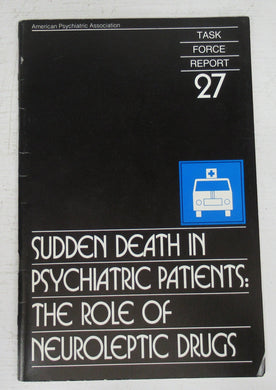 American Psychiatric Association
TASK
FORCE
REPORT
27
SUDDEN DEATH IN
PSYCHIATRIC PATIENTS:
THE ROLE OF
NEUROLEPTIC DRUGS